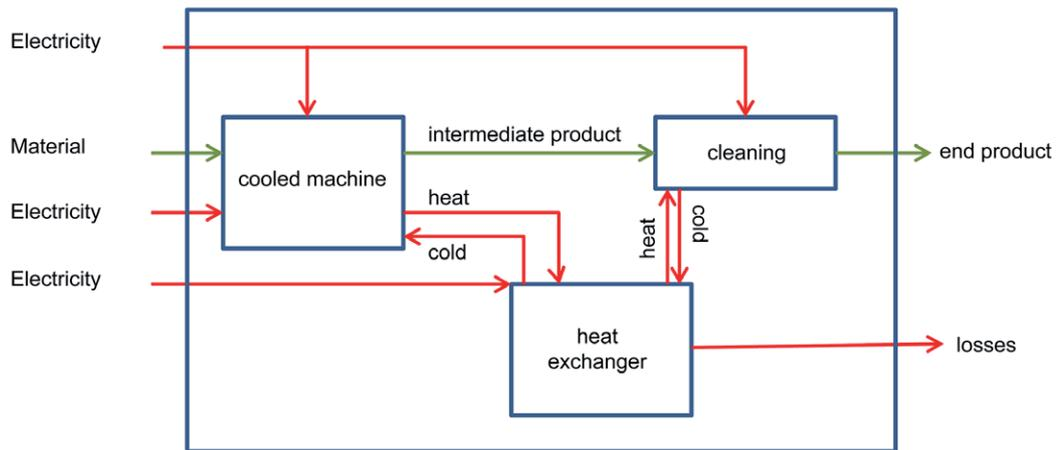 Electricity
Material
intermediate product
cleaning
end product
cooled machine
heat
Electricity
cold
heat
cold
Electricity
heat
exchanger
losses